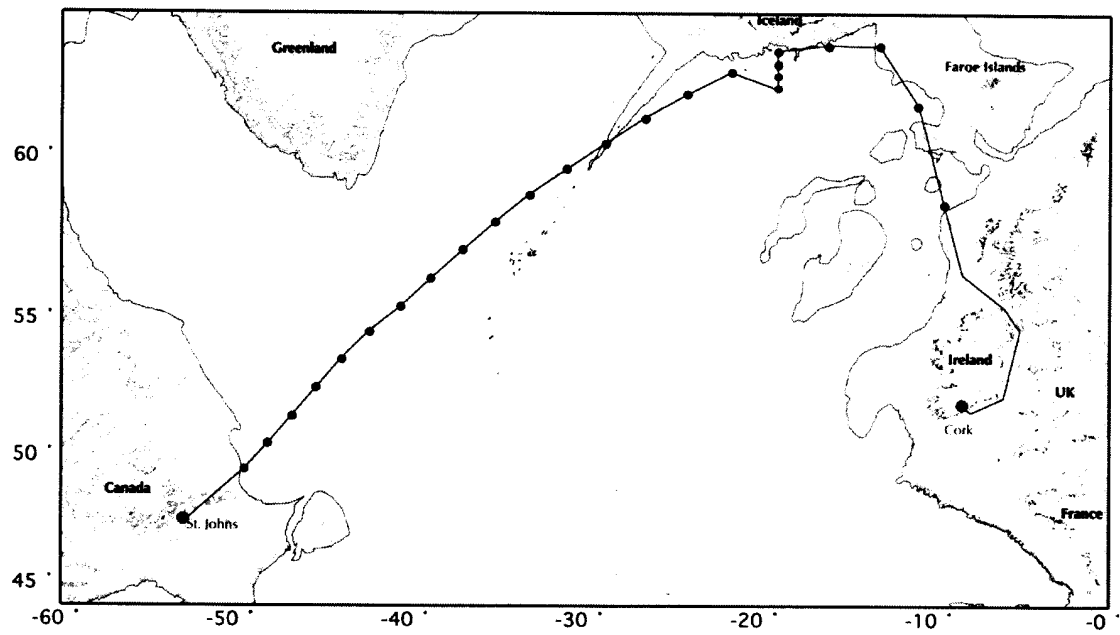 Iceland
Greenland
Faroe Islands
60°
55°
Ireland
UK
50°
Cork
Canada
St. Johns
France
45°
-60° -50° -40° -30° -20° -10° -0°